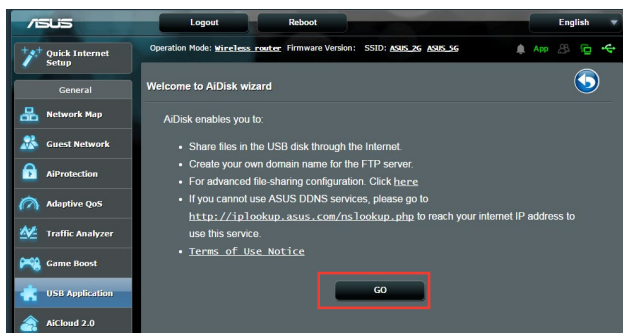 ASUS
Logout
Reboot
English
Quick Internet
Setup
Operation Mode: Wireless router Firmware Version: SSID: ASUS_2G ASUS_5G
App
General
Network Map
Guest Network
AiProtection
Adaptive QoS
Traffic Analyzer
Game Boost
USB Application
AiCloud 2.0
Welcome to AiDisk wizard
AiDisk enables you to:
• Share files in the USB disk through the Internet.
• Create your own domain name for the FTP server.
• For advanced file-sharing configuration. Click here
• If you cannot use ASUS DDNS services, please go to
http://iplookup.asus.com/nslookup.php to reach your internet IP address to
use this service.
• Terms of Use Notice
GO